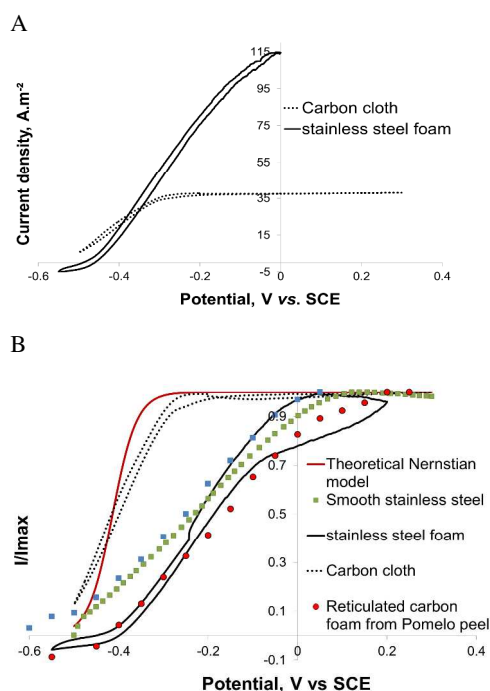 A
Current density, A.m⁻²
115
95
75
55
35
15
-5
Carbon cloth
stainless steel foam
-0.6
-0.4
-0.2
0
0.2
0.4
Potential, V vs. SCE
B
I/Imax
0.9
0.7
0.5
0.3
0.1
-0.1
Theoretical Nernstian
model
Smooth stainless steel
stainless steel foam
Carbon cloth
Reticulated carbon
foam from Pomelo peel
-0.6
-0.4
-0.2
0
0.2
0.4
Potential, V vs SCE